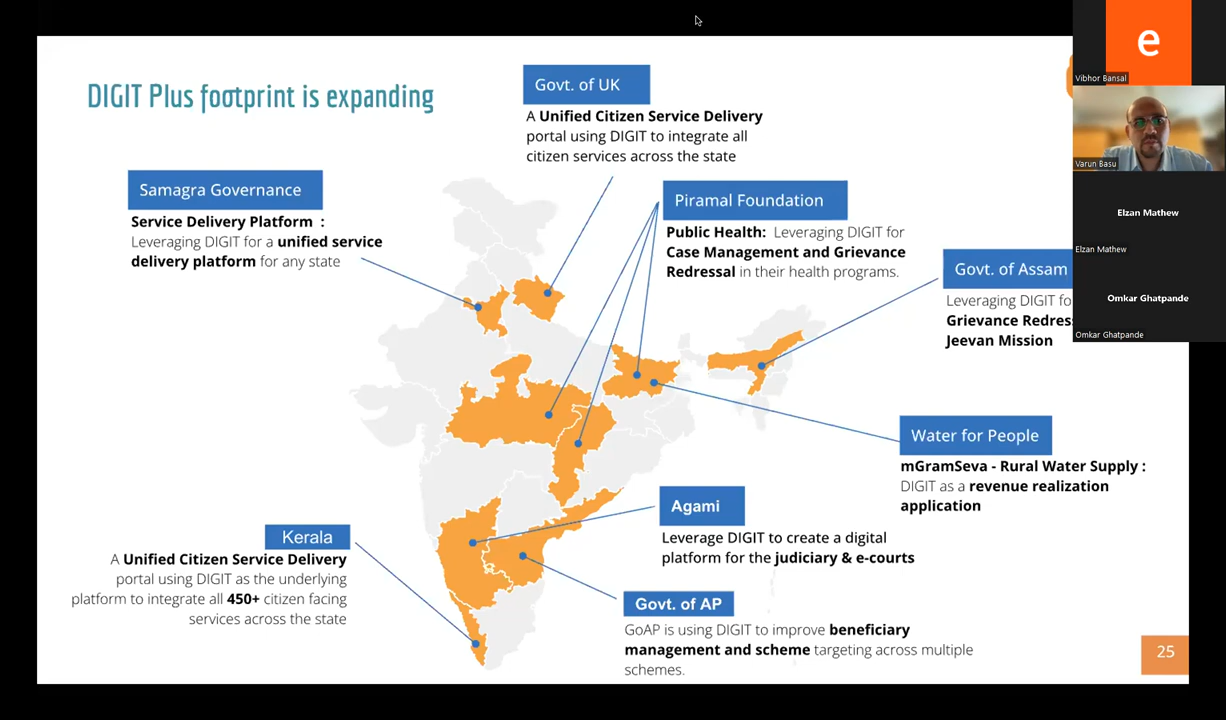 DIGIT Plus footprint is expanding
Govt. of UK
A Unified Citizen Service Delivery
portal using DIGIT to integrate all
citizen services across the state
Samagra Governance
Service Delivery Platform :
Leveraging DIGIT for a unified service
delivery platform for any state
Piramal Foundation
Public Health: Leveraging DIGIT for
Case Management and Grievance
Redressal in their health programs.
Govt. of Assam
Leveraging DIGIT fo
Grievance Redres
Jeevan Mission
Water for People
mGramSeva - Rural Water Supply :
DIGIT as a revenue realization
application
Agami
Leverage DIGIT to create a digital
platform for the judiciary & e-courts
Kerala
A Unified Citizen Service Delivery
portal using DIGIT as the underlying
platform to integrate all 450+ citizen facing
services across the state
Govt. of AP
GoAP is using DIGIT to improve beneficiary
management and scheme targeting across multiple
schemes.
25
e
Vibhor Bansal
Varun Basu
Elzan Mathew
Elzan Mathew
Omkar Ghatpande
Omkar Ghatpande